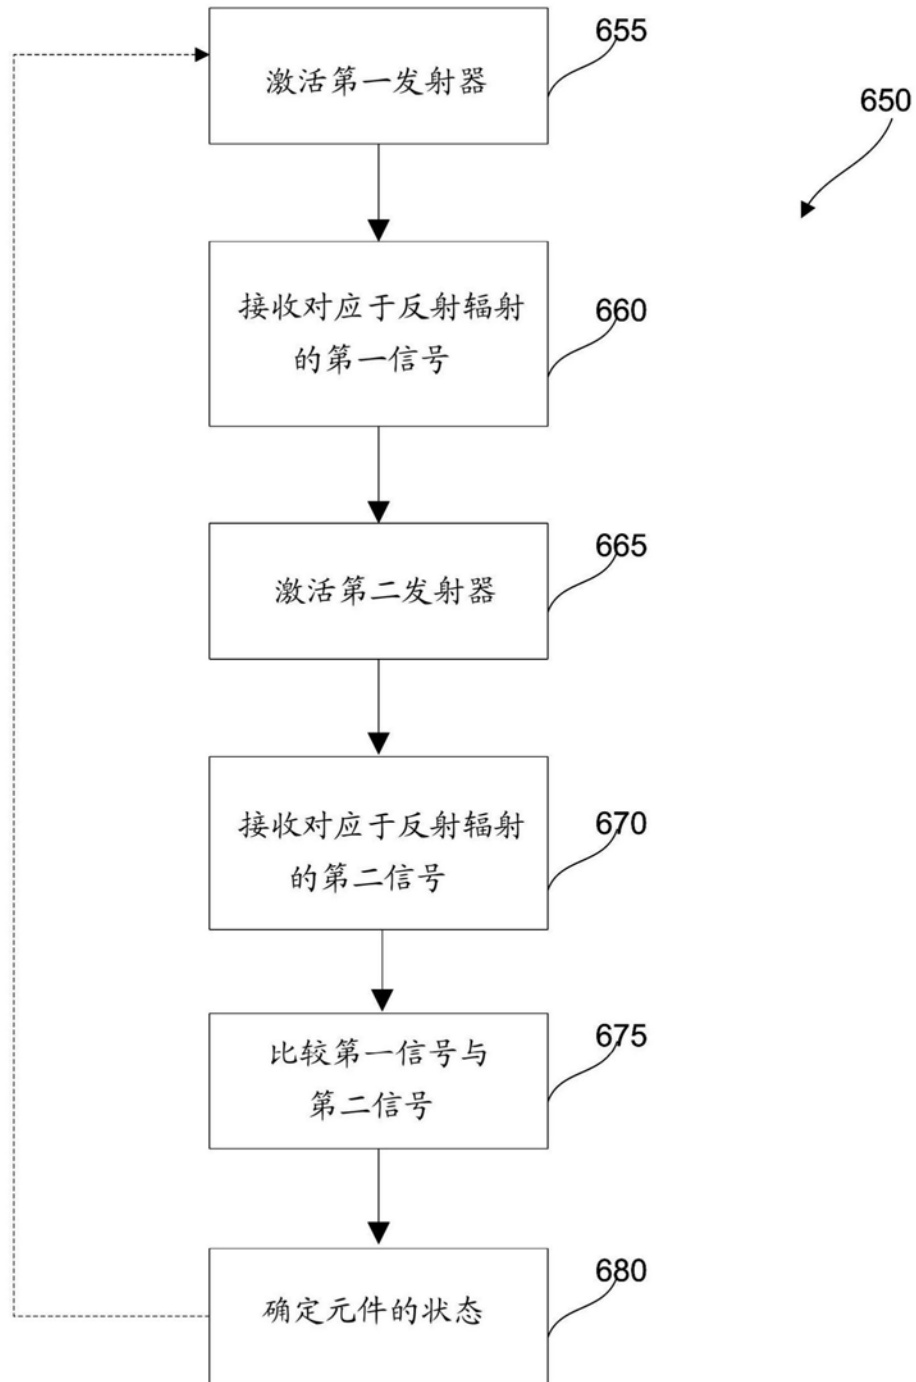 激活第一发射器
655
650
接收对应于反射辐射
的第一信号
660
激活第二发射器
665
接收对应于反射辐射
的第二信号
670
比较第一信号与
第二信号
675
确定元件的状态
680